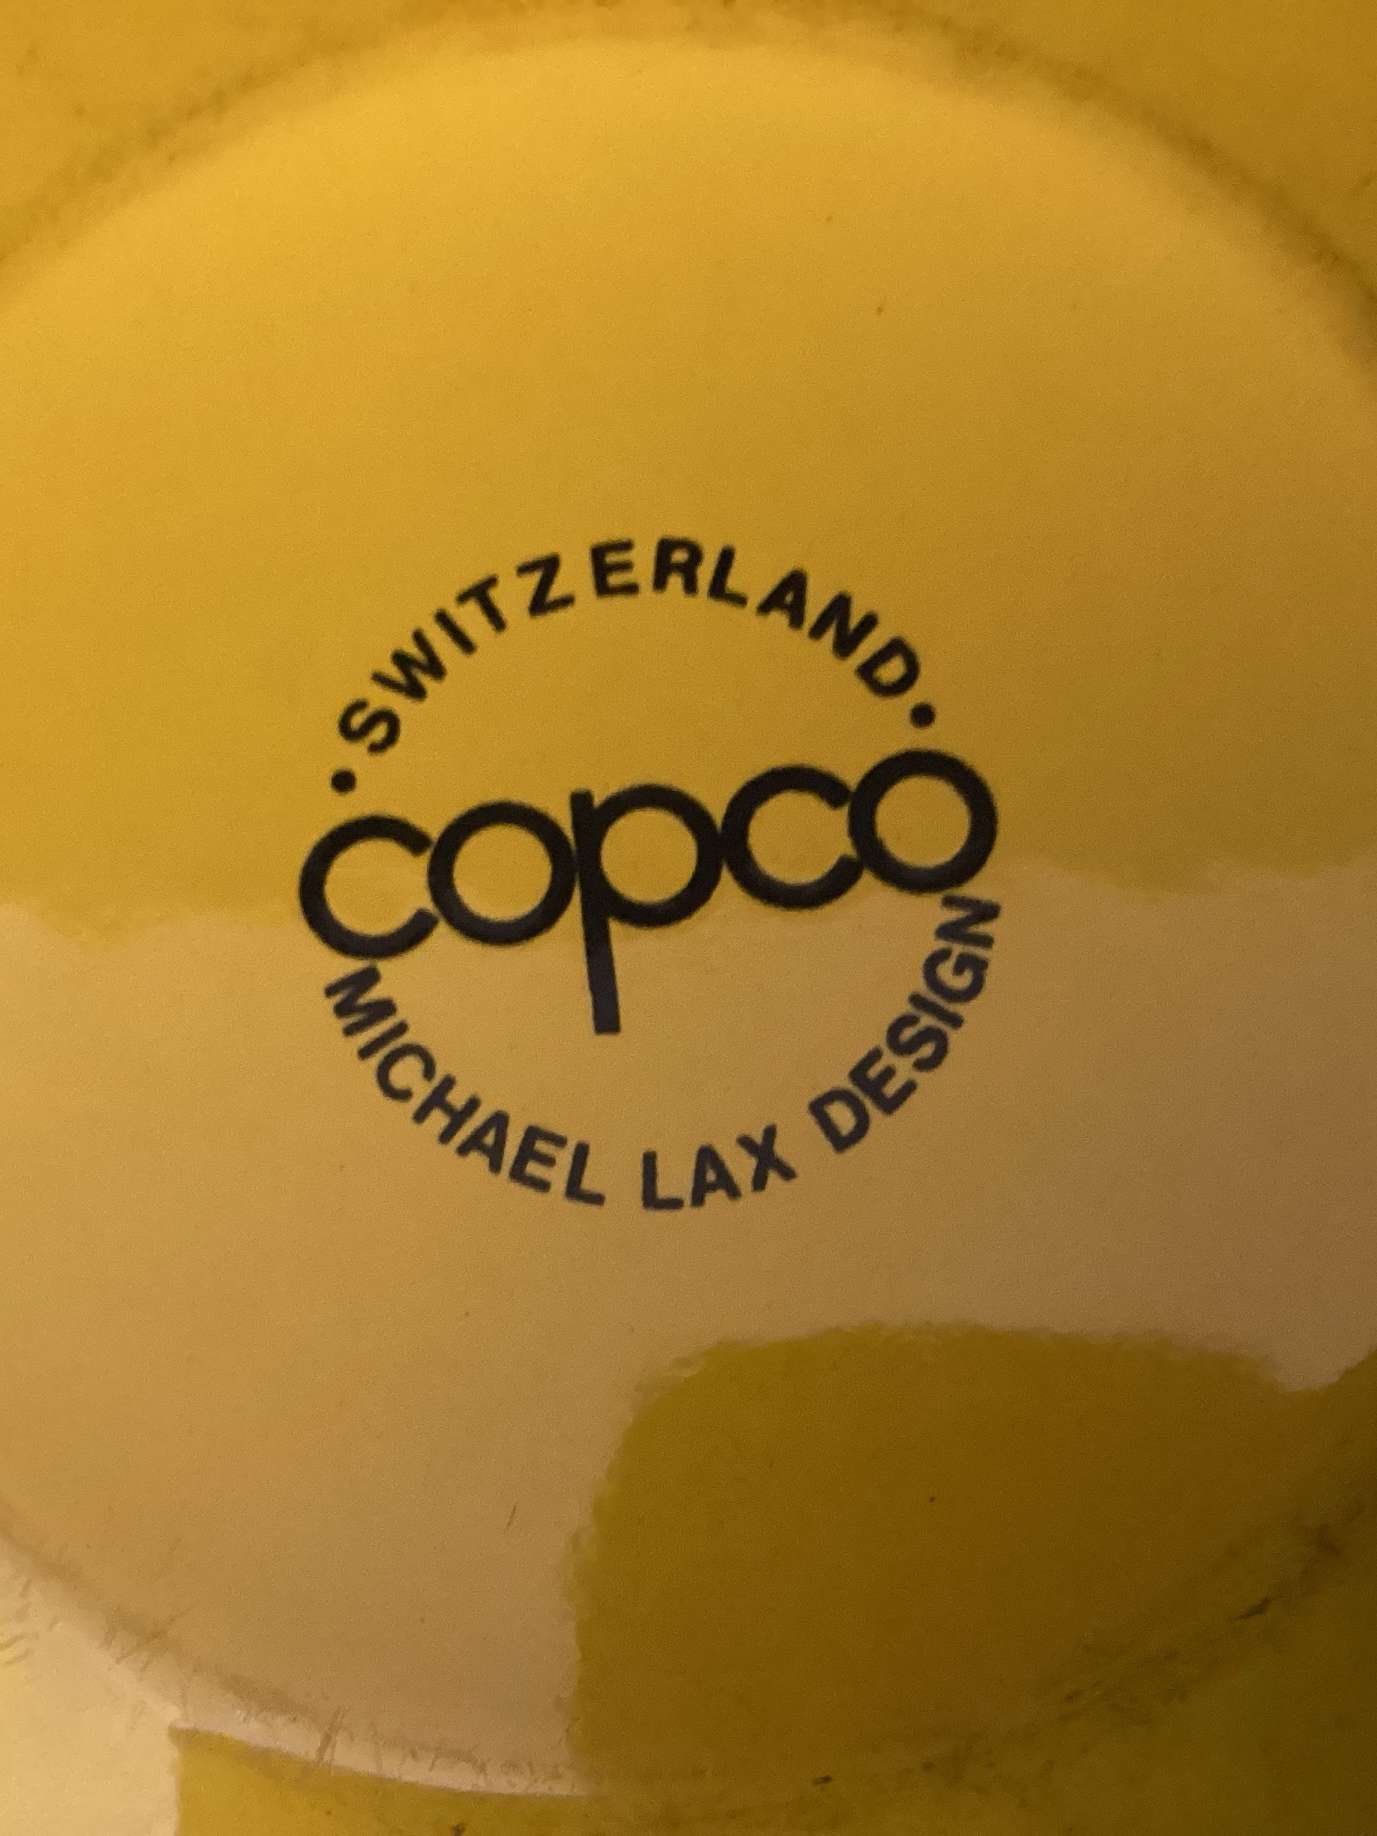 • SWITZERLAND •
copco
MICHAEL LAX DESIGN